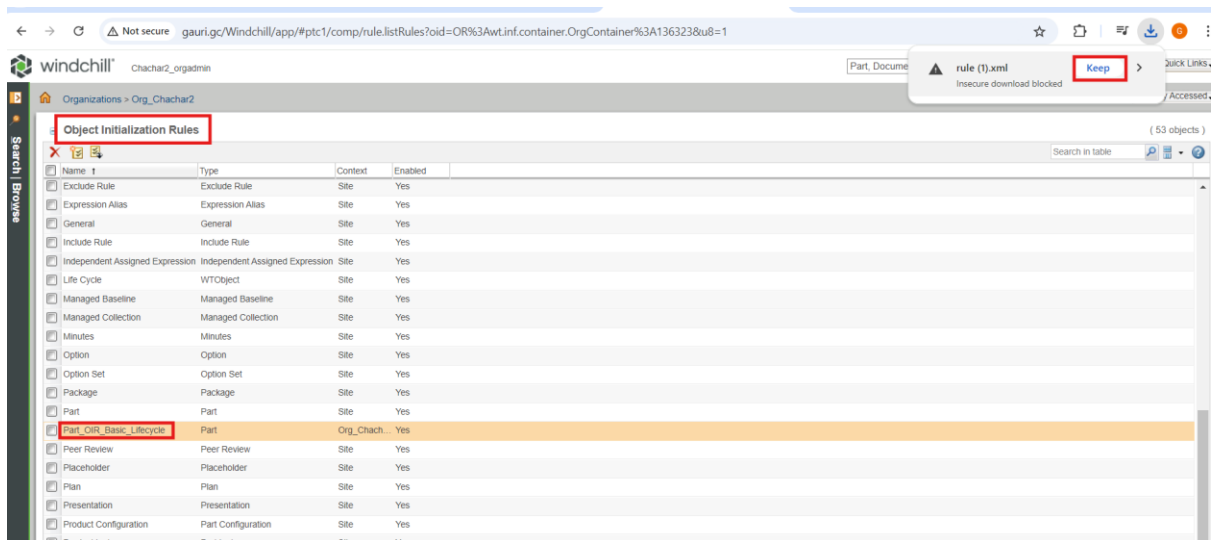 Not secure gauri.gc/Windchill/app/#ptc1/comp/rule.listRules?oid=OR%3Awt.inf.container.OrgContainer%3A136323&u8=1 G
windchill® Chachar2_orgadmin Part, Docume Quick Links
rule (1).xml Keep
Insecure download blocked
Organizations > Org_Chachar2 Accessed
Search | Browse
Object Initialization Rules ( 53 objects )
Search in table
Name Type Context Enabled
Exclude Rule Exclude Rule Site Yes
Expression Alias Expression Alias Site Yes
General General Site Yes
Include Rule Include Rule Site Yes
Independent Assigned Expression Independent Assigned Expression Site Yes
Life Cycle WTObject Site Yes
Managed Baseline Managed Baseline Site Yes
Managed Collection Managed Collection Site Yes
Minutes Minutes Site Yes
Option Option Site Yes
Option Set Option Set Site Yes
Package Package Site Yes
Part Part Site Yes
Part_OIR_Basic_Lifecycle Part Org_Chach... Yes
Peer Review Peer Review Site Yes
Placeholder Placeholder Site Yes
Plan Plan Site Yes
Presentation Presentation Site Yes
Product Configuration Part Configuration Site Yes